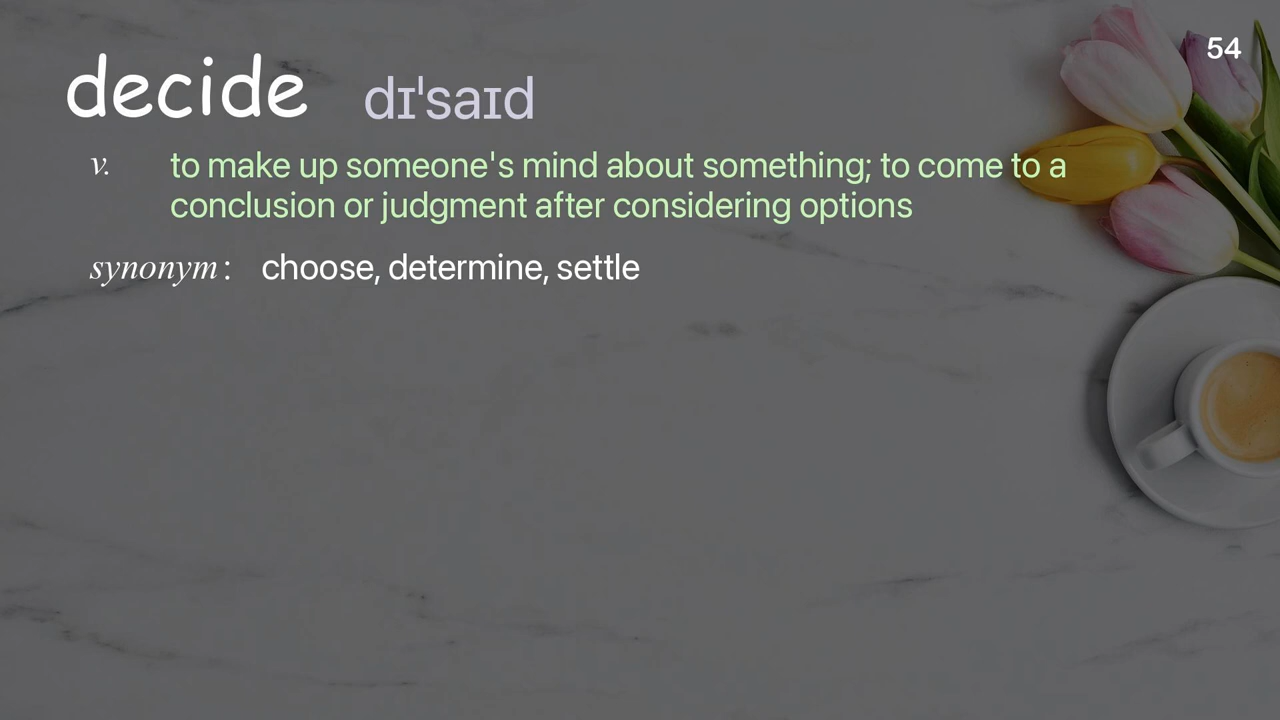 54
decide dɪˈsaɪd
v. to make up someone's mind about something; to come to a
conclusion or judgment after considering options
synonym : choose, determine, settle